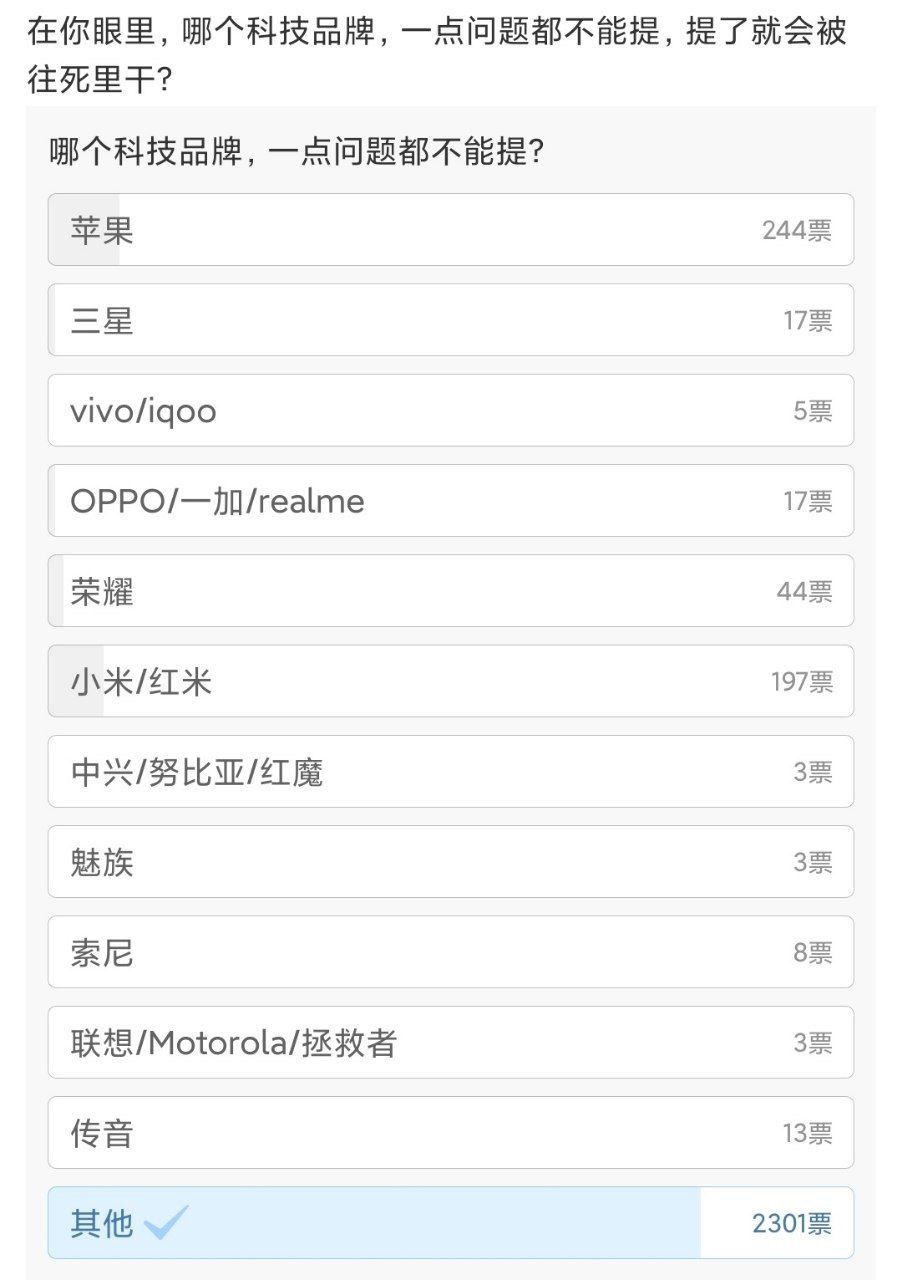 在你眼里，哪个科技品牌，一点问题都不能提，提了就会被
往死里干？
哪个科技品牌，一点问题都不能提？
苹果 244票
三星 17票
vivo/iqoo 5票
OPPO/一加/realme 17票
荣耀 44票
小米/红米 197票
中兴/努比亚/红魔 3票
魅族 3票
索尼 8票
联想/Motorola/拯救者 3票
传音 13票
其他 2301票